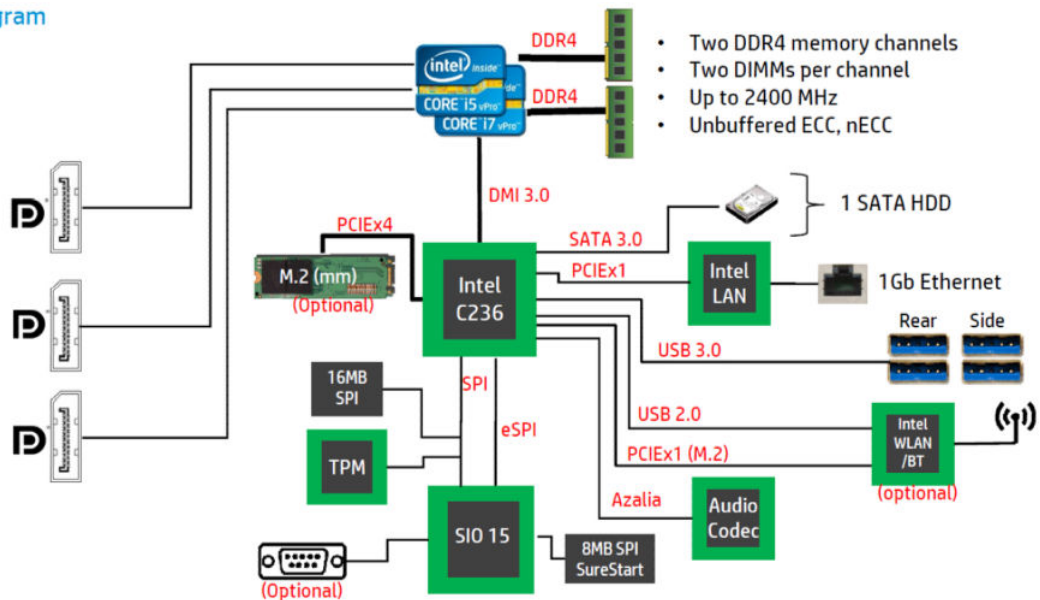 gram
DDR4
• Two DDR4 memory channels
• Two DIMMs per channel
• Up to 2400 MHz
• Unbuffered ECC, nECC
intel inside™
CORE i5 vPro™
DDR4
CORE i7 vPro™
DMI 3.0
1 SATA HDD
PCIEx4
SATA 3.0
M.2 (mm)
(Optional)
Intel
C236
PCIEx1
Intel
LAN
1Gb Ethernet
Rear Side
USB 3.0
16MB
SPI
SPI
eSPI
USB 2.0
Intel
WLAN
/BT
(optional)
PCIEx1 (M.2)
TPM
Azalia
Audio
Codec
SIO 15
8MB SPI
SureStart
(Optional)